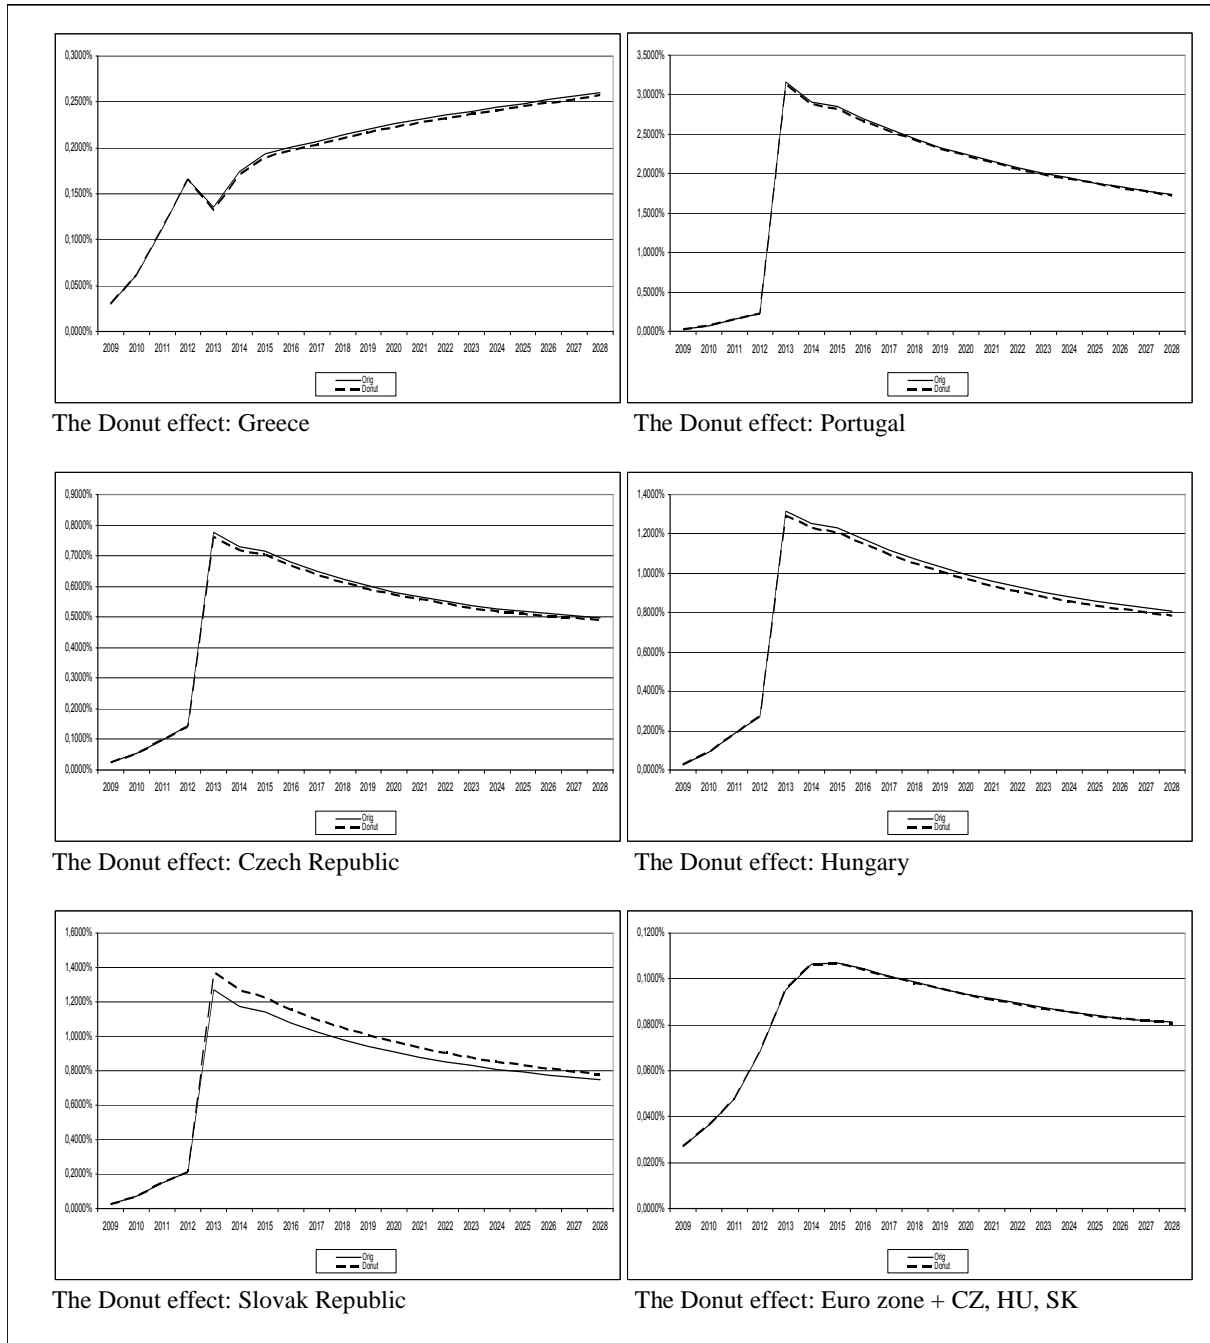 0,3000%
0,2500%
0,2000%
0,1500%
0,1000%
0,0500%
0,0000%
2009 2010 2011 2012 2013 2014 2015 2016 2017 2018 2019 2020 2021 2022 2023 2024 2025 2026 2027 2028
Orig
Donut
The Donut effect: Greece
3,5000%
3,0000%
2,5000%
2,0000%
1,5000%
1,0000%
0,5000%
0,0000%
2009 2010 2011 2012 2013 2014 2015 2016 2017 2018 2019 2020 2021 2022 2023 2024 2025 2026 2027 2028
Orig
Donut
The Donut effect: Portugal
0,9000%
0,8000%
0,7000%
0,6000%
0,5000%
0,4000%
0,3000%
0,2000%
0,1000%
0,0000%
2009 2010 2011 2012 2013 2014 2015 2016 2017 2018 2019 2020 2021 2022 2023 2024 2025 2026 2027 2028
Orig
Donut
The Donut effect: Czech Republic
1,4000%
1,2000%
1,0000%
0,8000%
0,6000%
0,4000%
0,2000%
0,0000%
2009 2010 2011 2012 2013 2014 2015 2016 2017 2018 2019 2020 2021 2022 2023 2024 2025 2026 2027 2028
Orig
Donut
The Donut effect: Hungary
1,6000%
1,4000%
1,2000%
1,0000%
0,8000%
0,6000%
0,4000%
0,2000%
0,0000%
2009 2010 2011 2012 2013 2014 2015 2016 2017 2018 2019 2020 2021 2022 2023 2024 2025 2026 2027 2028
Orig
Donut
The Donut effect: Slovak Republic
0,1200%
0,1000%
0,0800%
0,0600%
0,0400%
0,0200%
0,0000%
2009 2010 2011 2012 2013 2014 2015 2016 2017 2018 2019 2020 2021 2022 2023 2024 2025 2026 2027 2028
Orig
Donut
The Donut effect: Euro zone + CZ, HU, SK